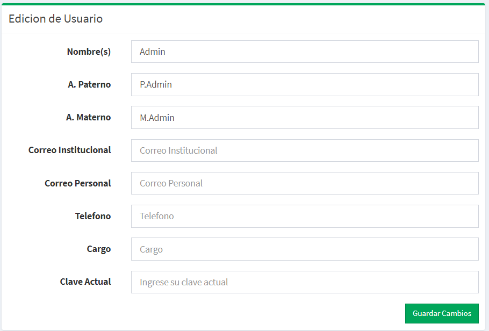 Edicion de Usuario
Nombre(s) Admin
A. Paterno P.Admin
A. Materno M.Admin
Correo Institucional Correo Institucional
Correo Personal Correo Personal
Telefono Telefono
Cargo Cargo
Clave Actual Ingrese su clave actual
Guardar Cambios